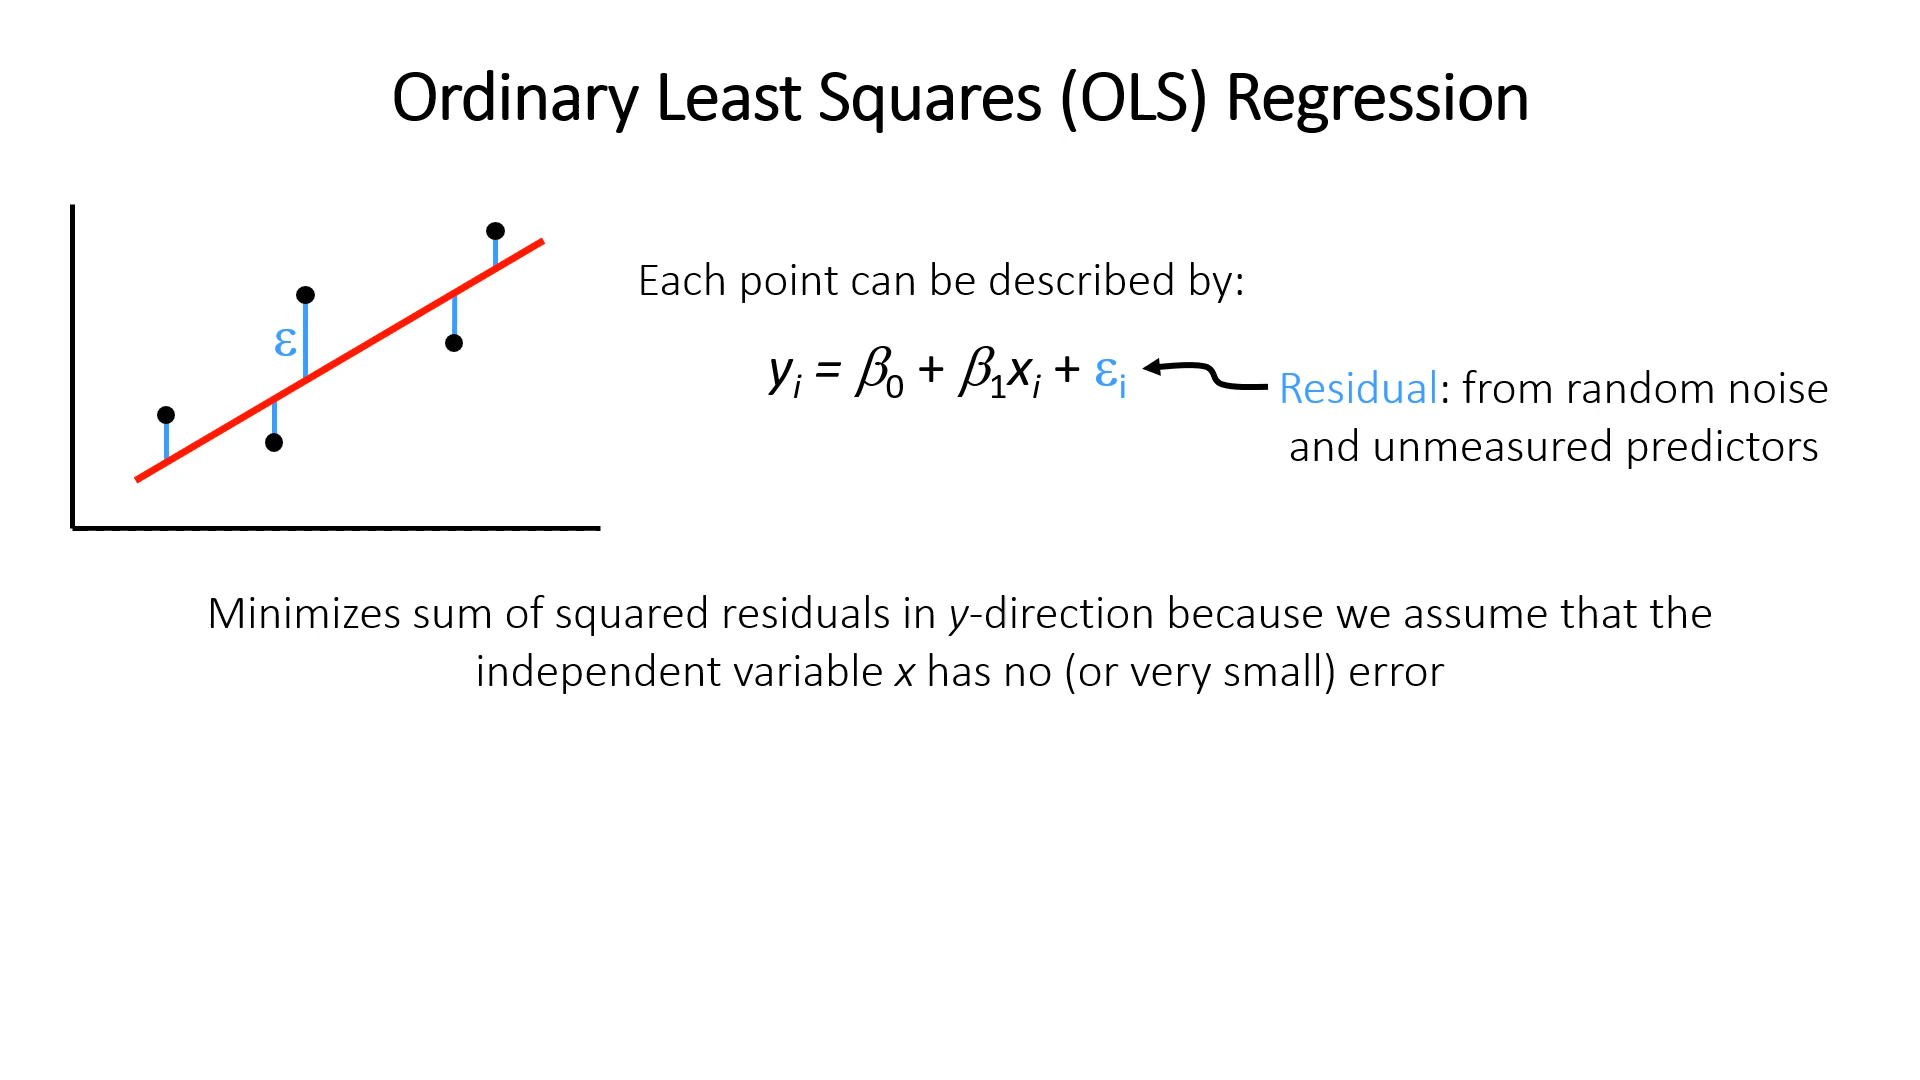 Ordinary Least Squares (OLS) Regression
ε
Each point can be described by:
yᵢ = β₀ + β₁xᵢ + εᵢ
Residual: from random noise
and unmeasured predictors
Minimizes sum of squared residuals in y-direction because we assume that the
independent variable x has no (or very small) error